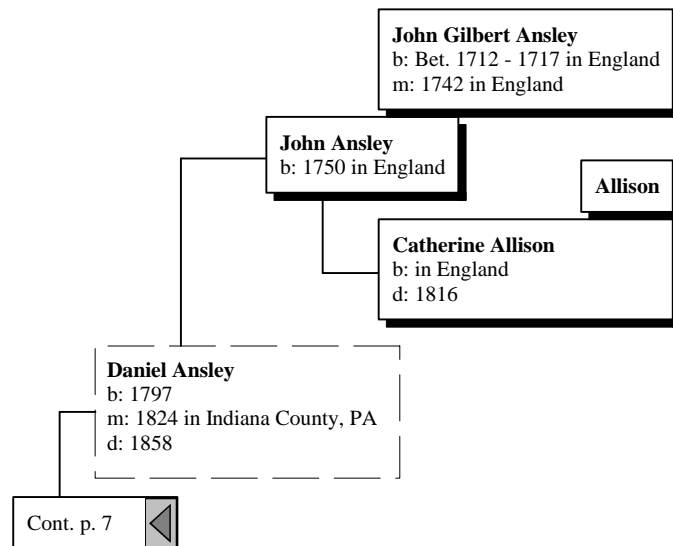 John Gilbert Ansley
b: Bet. 1712 - 1717 in England
m: 1742 in England
John Ansley
b: 1750 in England
Allison
Catherine Allison
b: in England
d: 1816
Daniel Ansley
b: 1797
m: 1824 in Indiana County, PA
d: 1858
Cont. p. 7